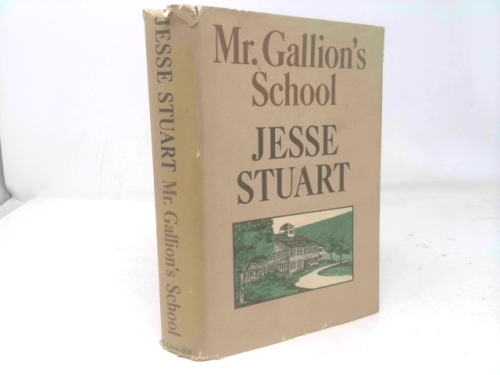 Mr. Gallion's
School
JESSE
STUART
JESSE STUART Mr. Gallion's School